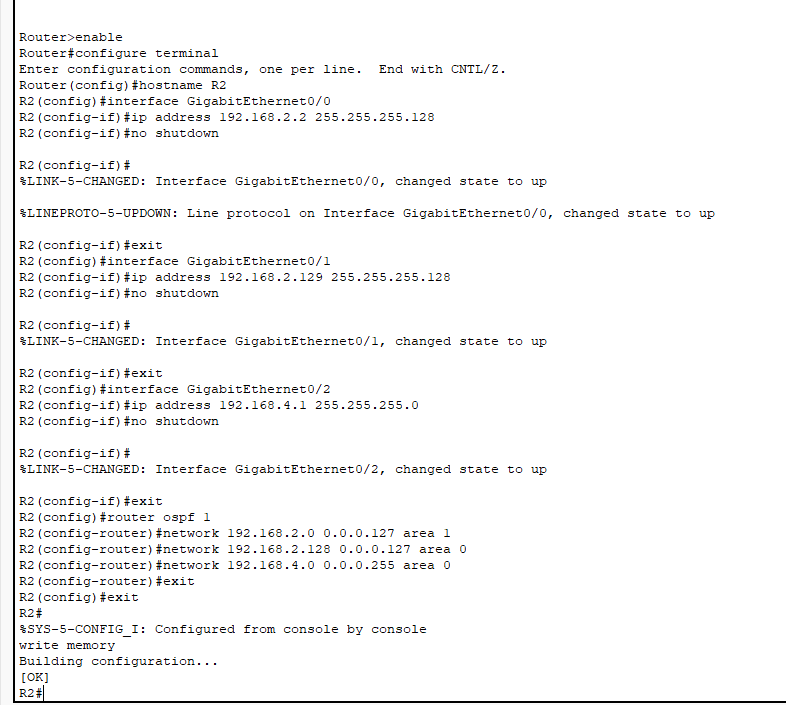 Router>enable
Router#configure terminal
Enter configuration commands, one per line.  End with CNTL/Z.
Router(config)#hostname R2
R2(config)#interface GigabitEthernet0/0
R2(config-if)#ip address 192.168.2.2 255.255.255.128
R2(config-if)#no shutdown
R2(config-if)#
%LINK-5-CHANGED: Interface GigabitEthernet0/0, changed state to up
%LINEPROTO-5-UPDOWN: Line protocol on Interface GigabitEthernet0/0, changed state to up
R2(config-if)#exit
R2(config)#interface GigabitEthernet0/1
R2(config-if)#ip address 192.168.2.129 255.255.255.128
R2(config-if)#no shutdown
R2(config-if)#
%LINK-5-CHANGED: Interface GigabitEthernet0/1, changed state to up
R2(config-if)#exit
R2(config)#interface GigabitEthernet0/2
R2(config-if)#ip address 192.168.4.1 255.255.255.0
R2(config-if)#no shutdown
R2(config-if)#
%LINK-5-CHANGED: Interface GigabitEthernet0/2, changed state to up
R2(config-if)#exit
R2(config)#router ospf 1
R2(config-router)#network 192.168.2.0 0.0.0.127 area 1
R2(config-router)#network 192.168.2.128 0.0.0.127 area 0
R2(config-router)#network 192.168.4.0 0.0.0.255 area 0
R2(config-router)#exit
R2(config)#exit
R2#
%SYS-5-CONFIG_I: Configured from console by console
write memory
Building configuration...
[OK]
R2#